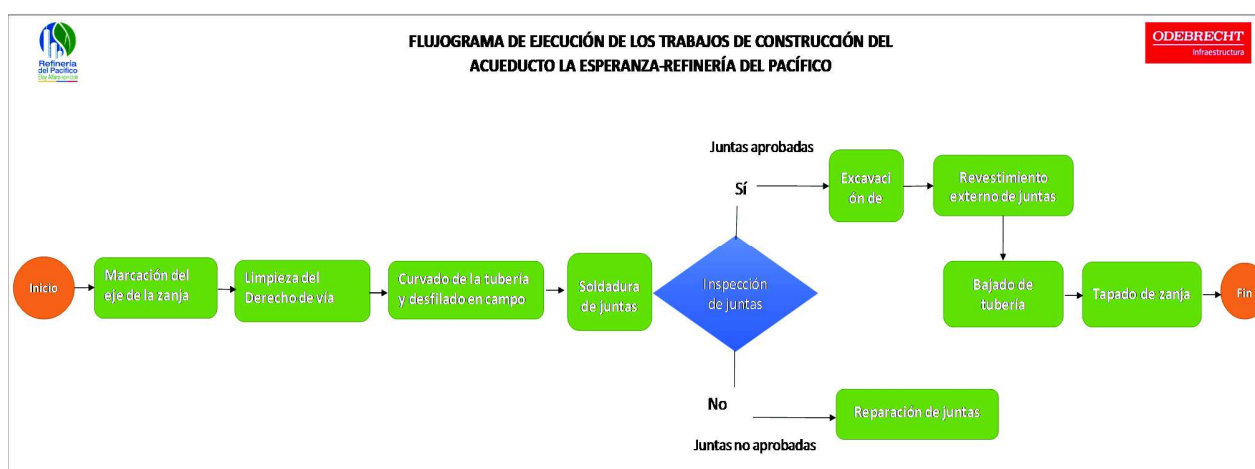 Refinería
del Pacífico
FLUJOGRAMA DE EJECUCIÓN DE LOS TRABAJOS DE CONSTRUCCIÓN DEL
ACUEDUCTO LA ESPERANZA-REFINERÍA DEL PACÍFICO
ODEBRECHT
Infraestructura
Inicio
Marcación del
eje de la zanja
Limpieza del
Derecho de vía
Curvado de la tubería
y desfilado en campo
Soldadura
de juntas
Inspección
de juntas
Juntas aprobadas
Sí
Excavaci
ón de
Revestimiento
externo de juntas
Bajado de
tubería
Tapado de zanja
Fin
No
Juntas no aprobadas
Reparación de juntas